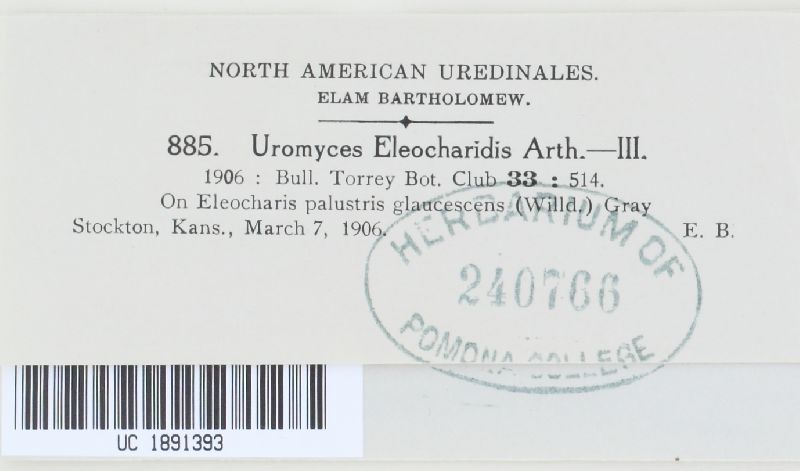 NORTH AMERICAN UREDINALES.
ELAM BARTHOLOMEW.
885. Uromyces Eleocharidis Arth.—III.
1906 : Bull. Torrey Bot. Club 33 : 514.
On Eleocharis palustris glaucescens (Willd.) Gray
Stockton, Kans., March 7, 1906. E. B.
HERBARIUM OF
240766
POMONA COLLEGE
UC 1891393